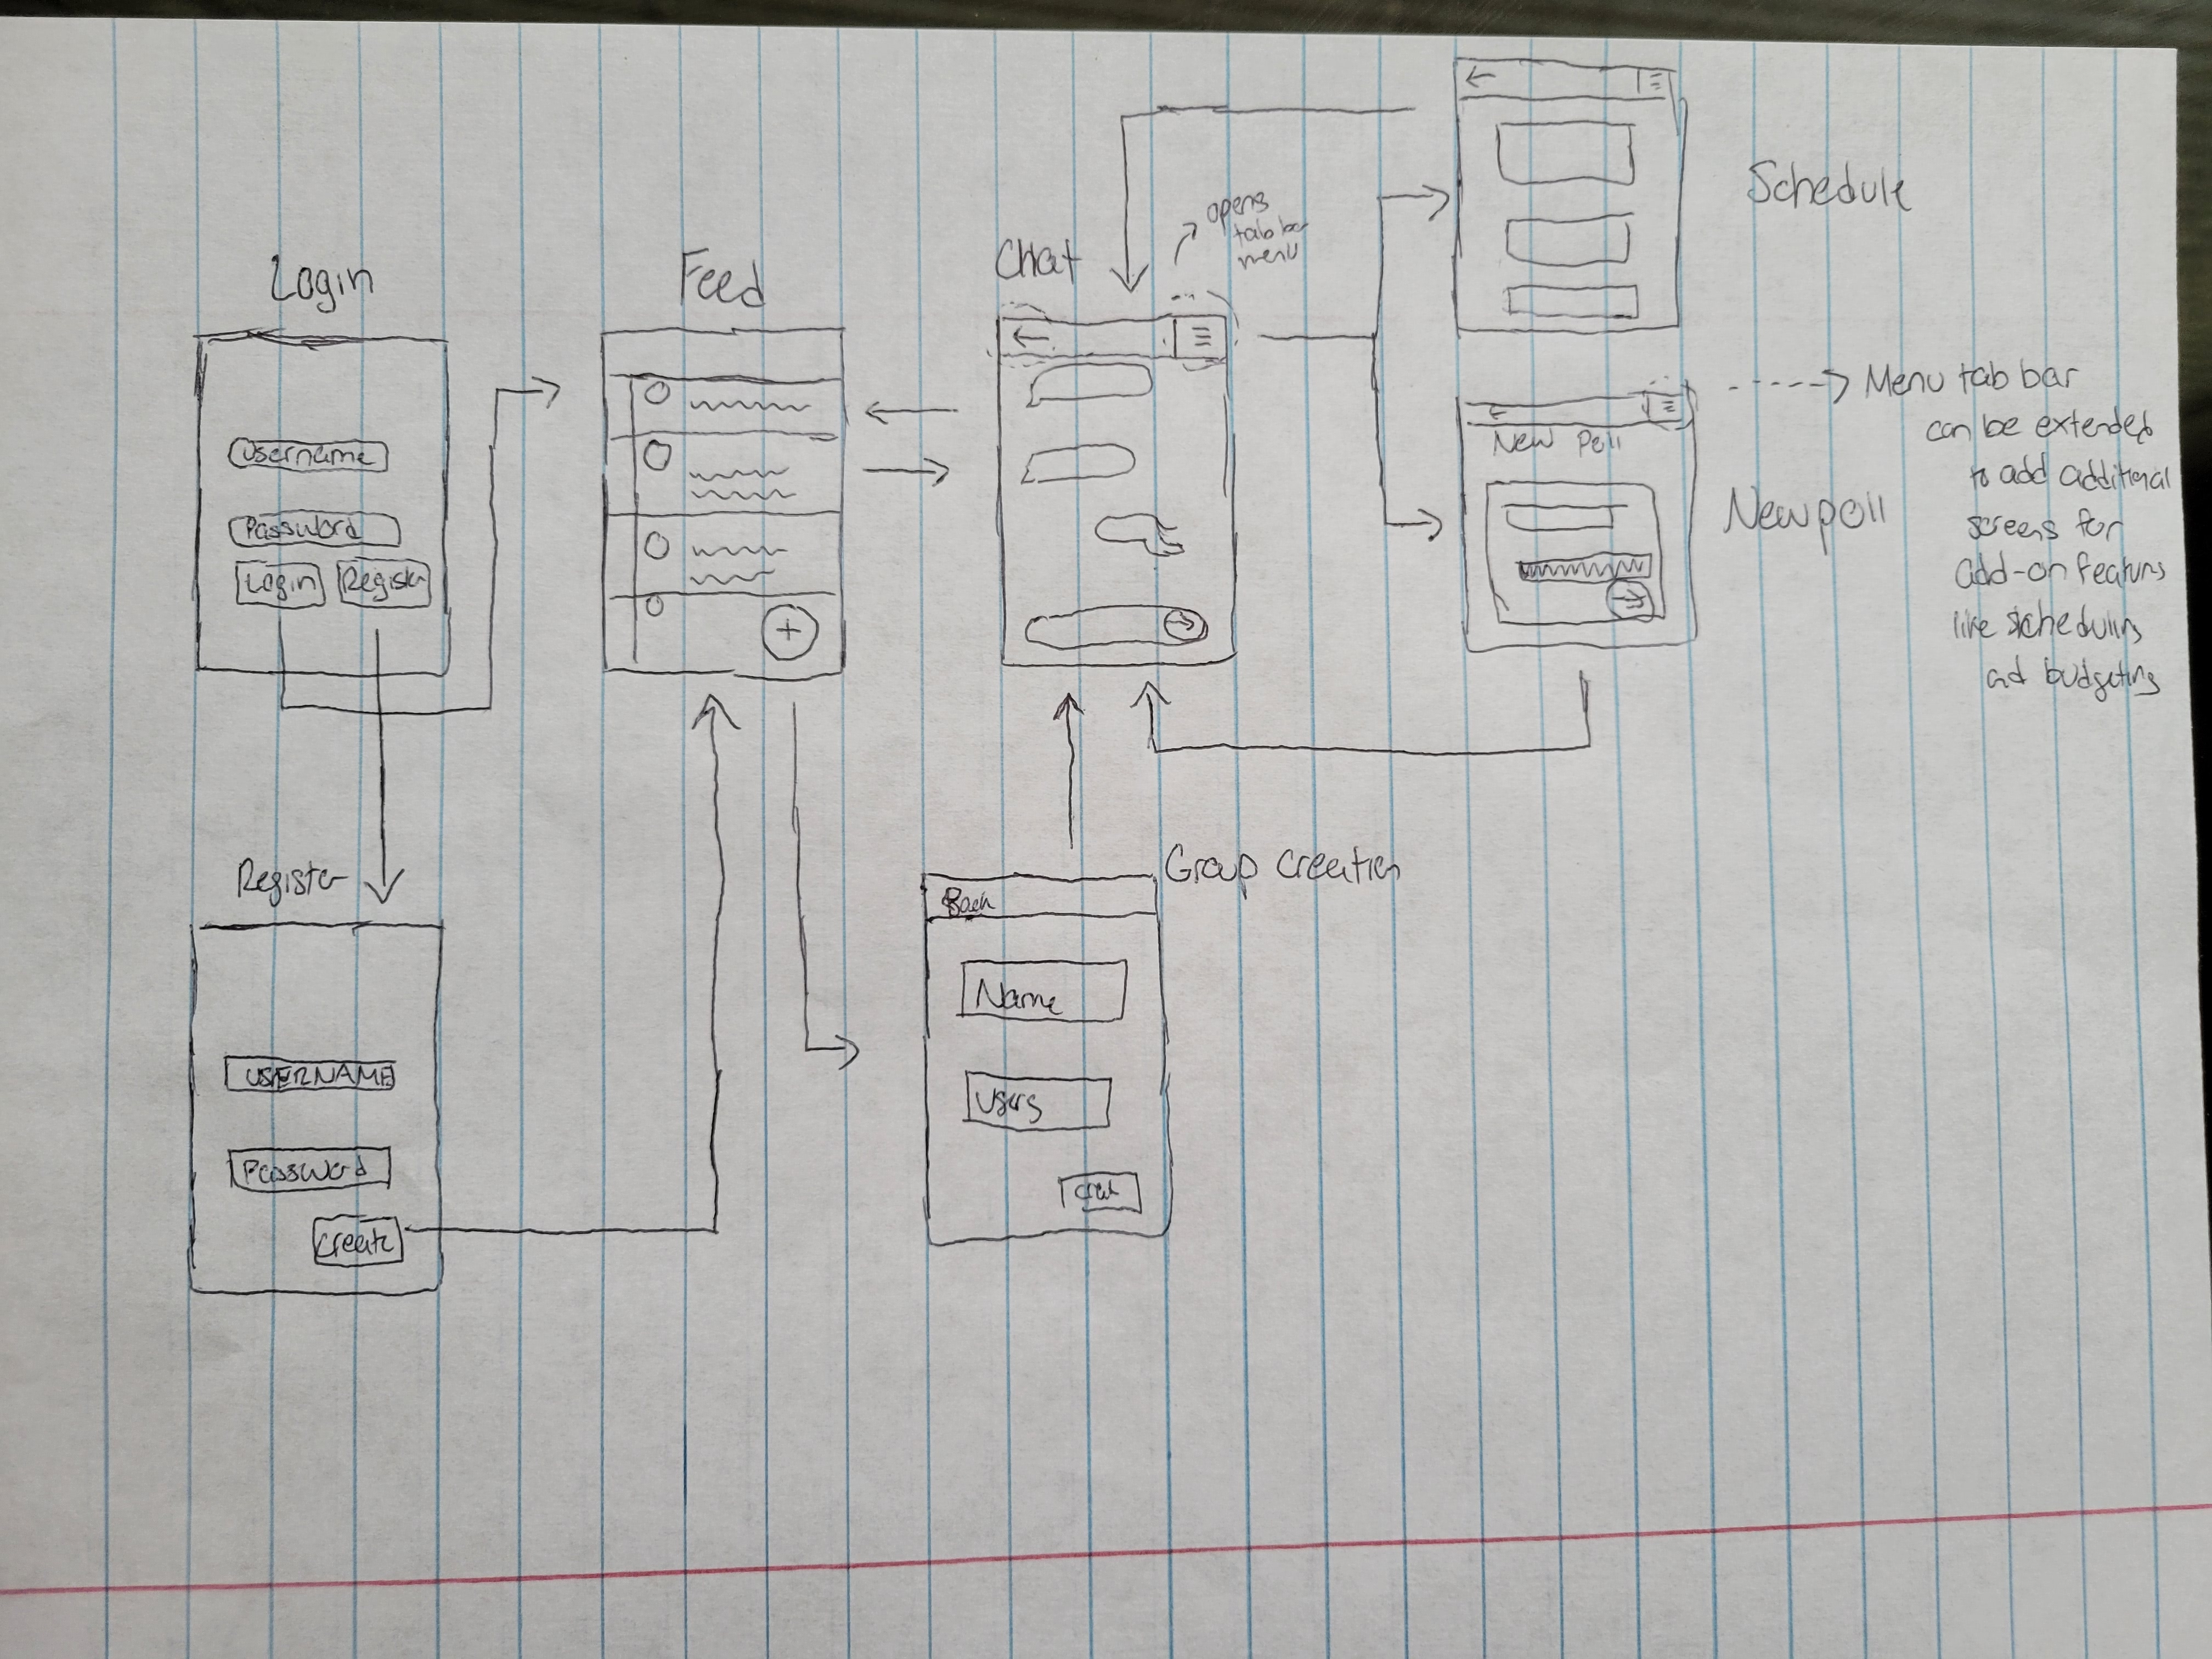 Login
Username
Password
Login
Register
Register
USERNAME
Password
Create
Feed
+
Chat
opens
tab bar
menu
Back
Name
Users
Group Creation
New Poll
Schedule
New poll
Menu tab bar
can be extended
to add additional
screens for
add-on features
like scheduling
and budgeting